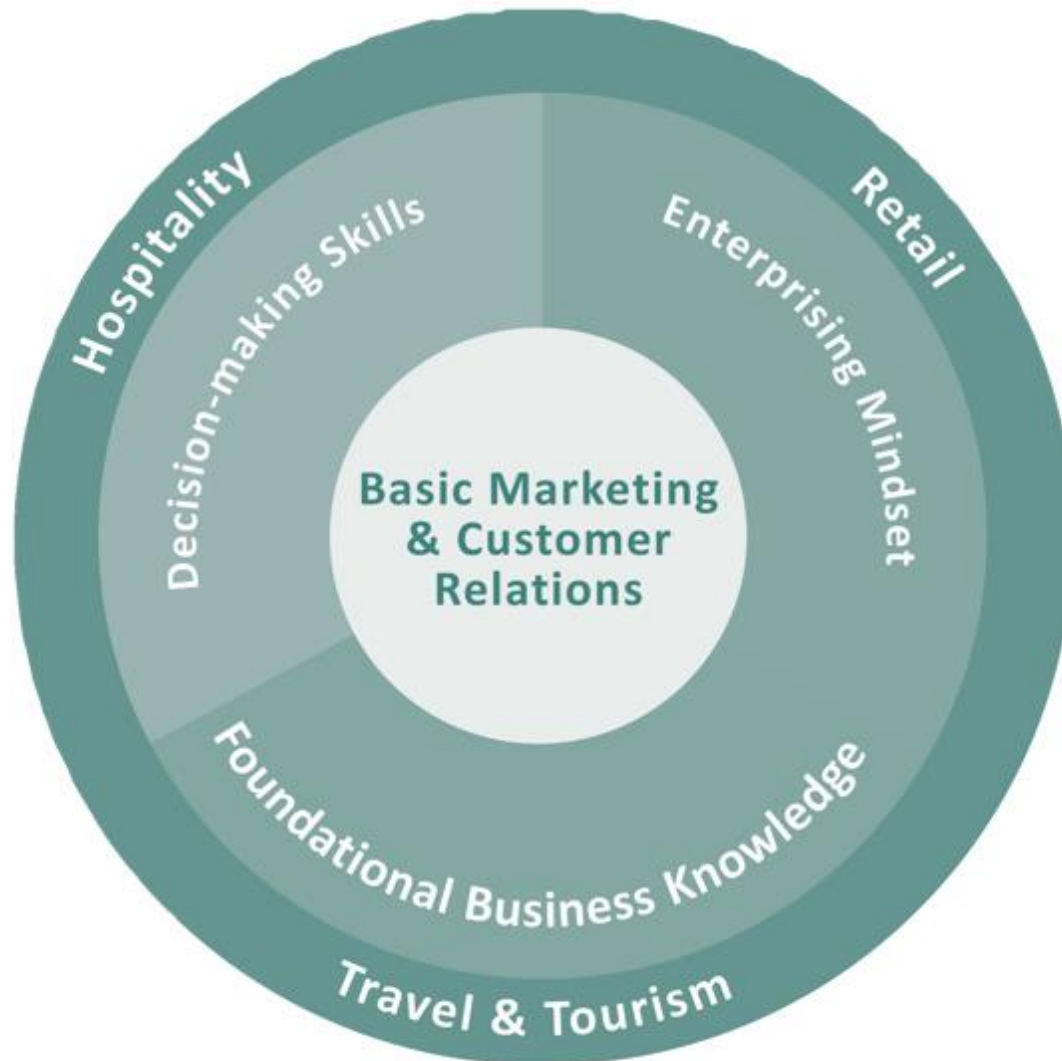 Hospitality
Retail
Decision-making Skills
Enterprising Mindset
Basic Marketing
& Customer
Relations
Foundational Business Knowledge
Travel & Tourism